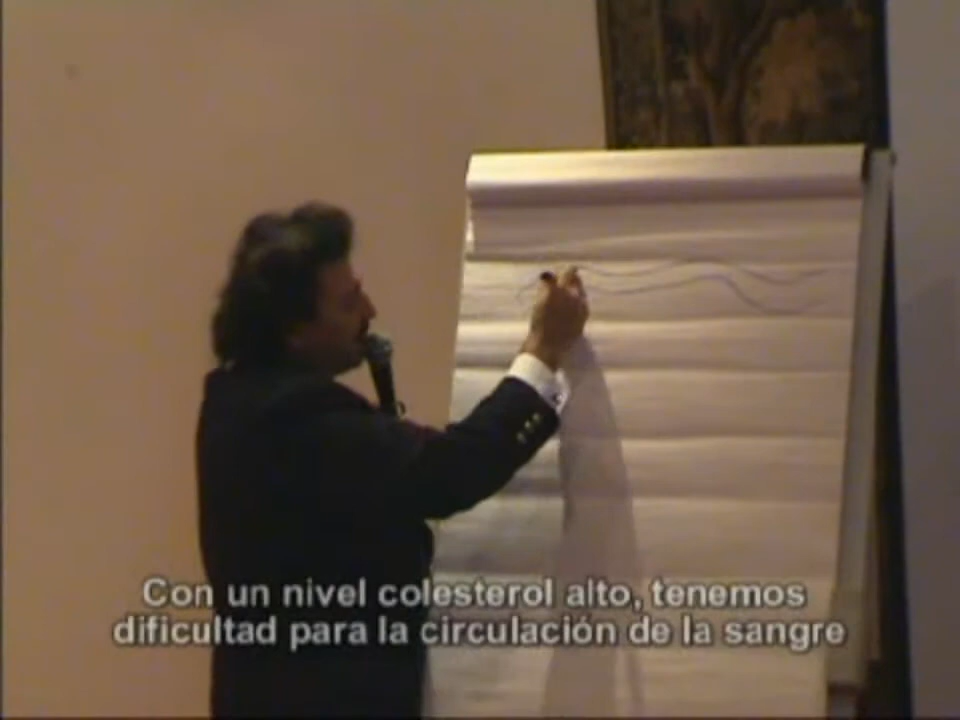 Con un nivel colesterol alto, tenemos
dificultad para la circulación de la sangre